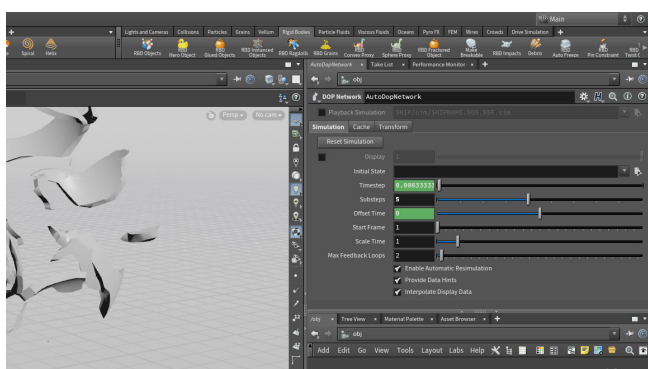 Main
Lights and Cameras Collisions Particles Grains Vellum Rigid Bodies Particle Fluids Viscous Fluids Oceans Pyro FX FEM Wires Crowds Drive Simulation
Spiral Helix
RBD Objects RBD Hero Object RBD Glued Objects RBD Instanced Objects RBD Ragdolls RBD Grains Convex Proxy Sphere Proxy RBD Fractured Object Make Breakable RBD Impacts Debris Auto Freeze Pin Constraint Twist C
AutoDopNetwork Take List Performance Monitor
obj
DOP Network AutoDopNetwork
Playback Simulation
Persp No cam
Simulation Cache Transform
Reset Simulation
Display 1
Initial State
Timestep 0.00833333
Substeps 5
Offset Time 0
Start Frame 1
Scale Time 1
Max Feedback Loops 2
Enable Automatic Resimulation
Provide Data Hints
Interpolate Display Data
/obj Tree View Material Palette Asset Browser
obj
Add Edit Go View Tools Layout Labs Help